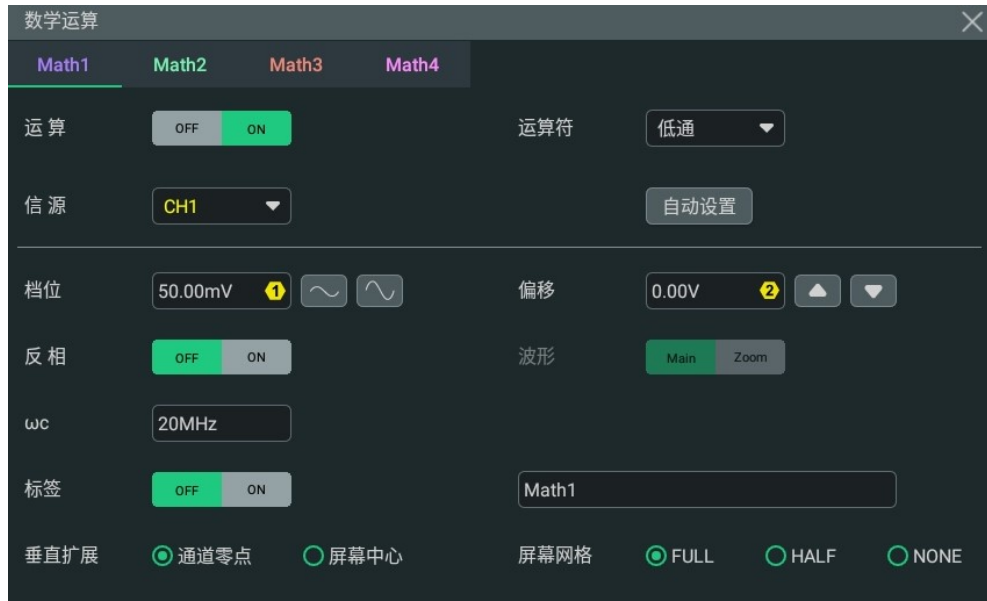 数学运算
Math1 Math2 Math3 Math4
运算 OFF ON 运算符 低通
信源 CH1 自动设置
档位 50.00mV 1 偏移 0.00V 2
反相 OFF ON 波形 Main Zoom
ωc 20MHz
标签 OFF ON Math1
垂直扩展 通道零点 屏幕中心 屏幕网格 FULL HALF NONE